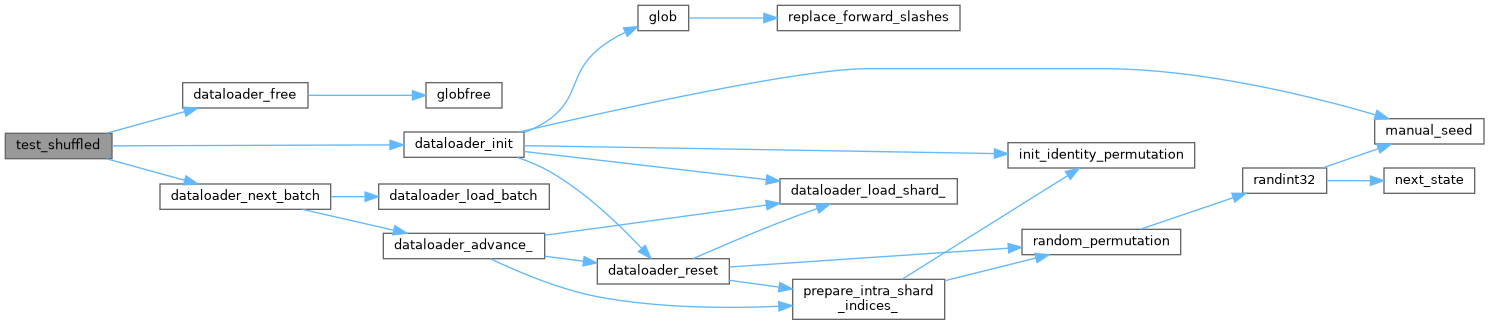 glob
replace_forward_slashes
dataloader_free
globfree
manual_seed
test_shuffled
dataloader_init
init_identity_permutation
randint32
next_state
dataloader_next_batch
dataloader_load_batch
dataloader_load_shard_
dataloader_advance_
random_permutation
dataloader_reset
prepare_intra_shard
_indices_